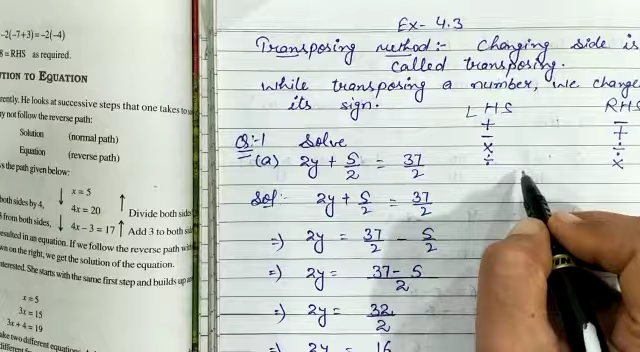 -2(-7+3)=-2(-4)
= RHS as required.
TION TO EQUATION
rently. He looks at successive steps that one takes to
y not follow the reverse path:
Solution (normal path)
Equation (reverse path)
s the path given below:
x = 5
both sides by 4, 4x = 20 Divide both side
from both sides, 4x − 3 = 17 Add 3 to both sid
esulted in an equation. If we follow the reverse path wi
wn on the right, we get the solution of the equation.
nterested. She starts with the same first step and builds up
x = 5
3x = 15
3x + 4 = 19
ake two different equations.
Ex- 4.3
Transposing method:- Changing side is
called transposing.
While transposing a number, we change
its sign.
LHS RHS
+ −
− +
× ÷
÷ ×
Q:-1 Solve
(a) 2y + 5/2 = 37/2
Sol:- 2y + 5/2 = 37/2
=) 2y = 37/2 - 5/2
=) 2y = 37-5/2
=) 2y = 32/2
=) 2y = 16